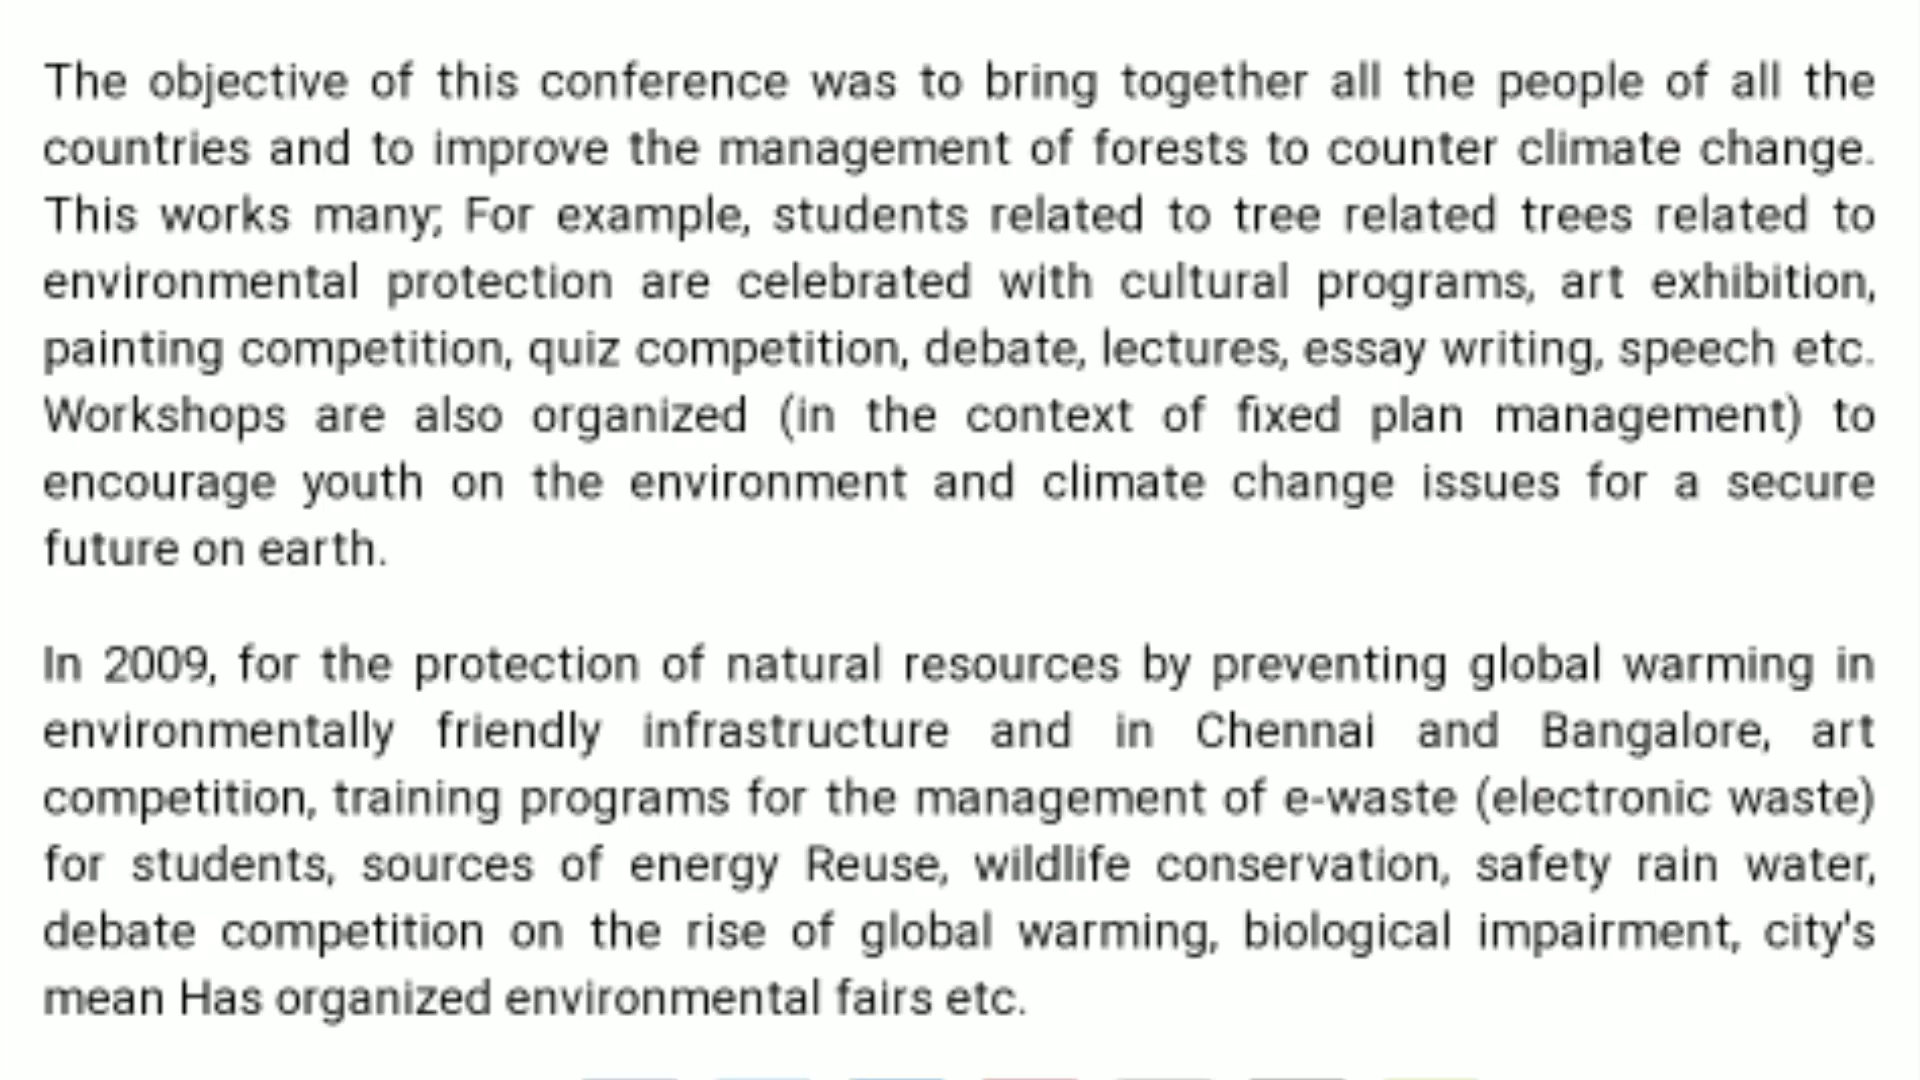 The objective of this conference was to bring together all the people of all the
countries and to improve the management of forests to counter climate change.
This works many; For example, students related to tree related trees related to
environmental protection are celebrated with cultural programs, art exhibition,
painting competition, quiz competition, debate, lectures, essay writing, speech etc.
Workshops are also organized (in the context of fixed plan management) to
encourage youth on the environment and climate change issues for a secure
future on earth.
In 2009, for the protection of natural resources by preventing global warming in
environmentally friendly infrastructure and in Chennai and Bangalore, art
competition, training programs for the management of e-waste (electronic waste)
for students, sources of energy Reuse, wildlife conservation, safety rain water,
debate competition on the rise of global warming, biological impairment, city's
mean Has organized environmental fairs etc.